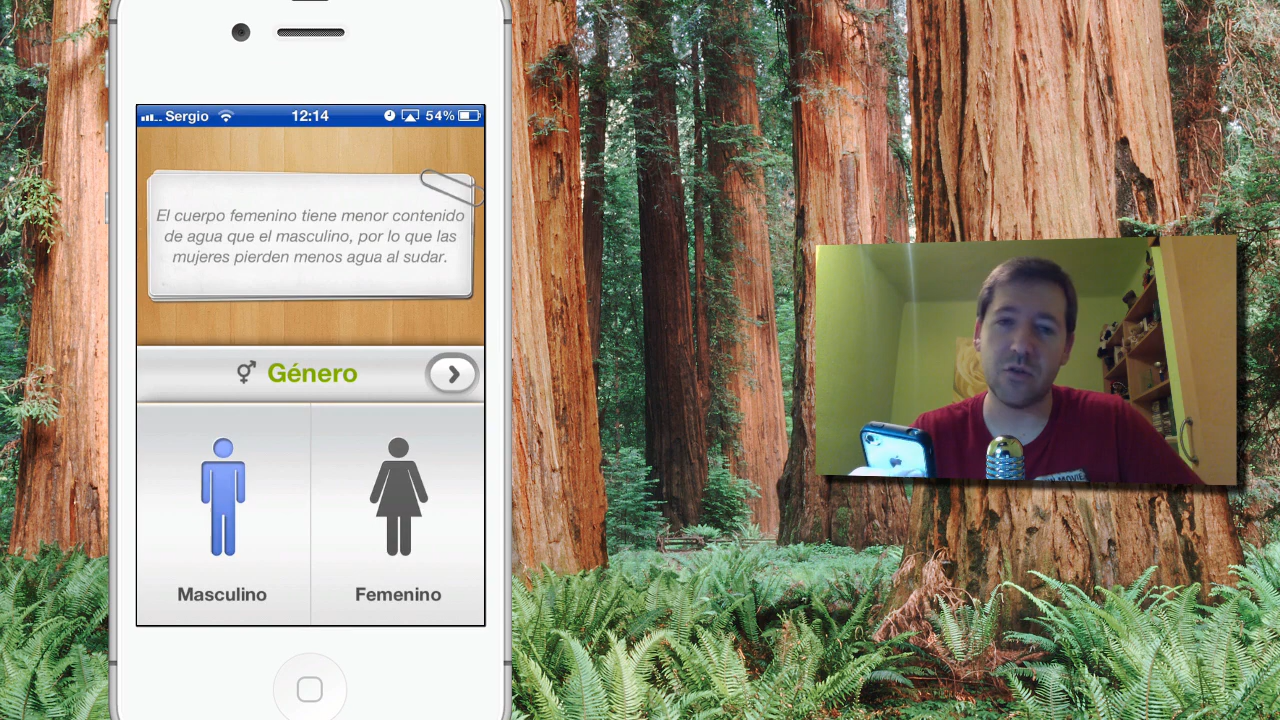 Sergio 12:14 54%
El cuerpo femenino tiene menor contenido
de agua que el masculino, por lo que las
mujeres pierden menos agua al sudar.
Género
Masculino Femenino